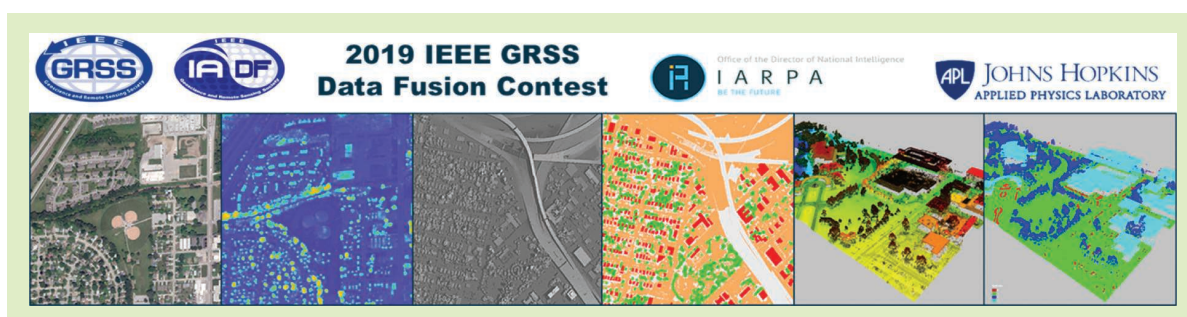 IEEE
GRSS
Geoscience and Remote Sensing Society
IEEE
IADF
2019 IEEE GRSS
Data Fusion Contest
Office of the Director of National Intelligence
IARPA
BE THE FUTURE
APL
JOHNS HOPKINS
APPLIED PHYSICS LABORATORY